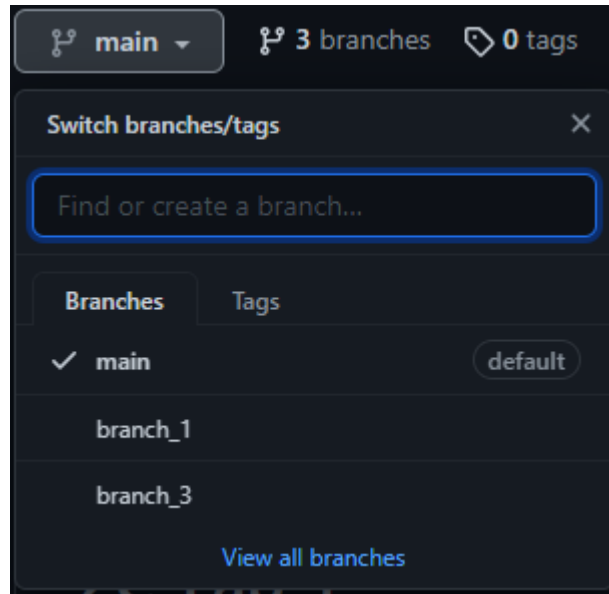 main 3 branches 0 tags
Switch branches/tags
Find or create a branch...
Branches Tags
main default
branch_1
branch_3
View all branches